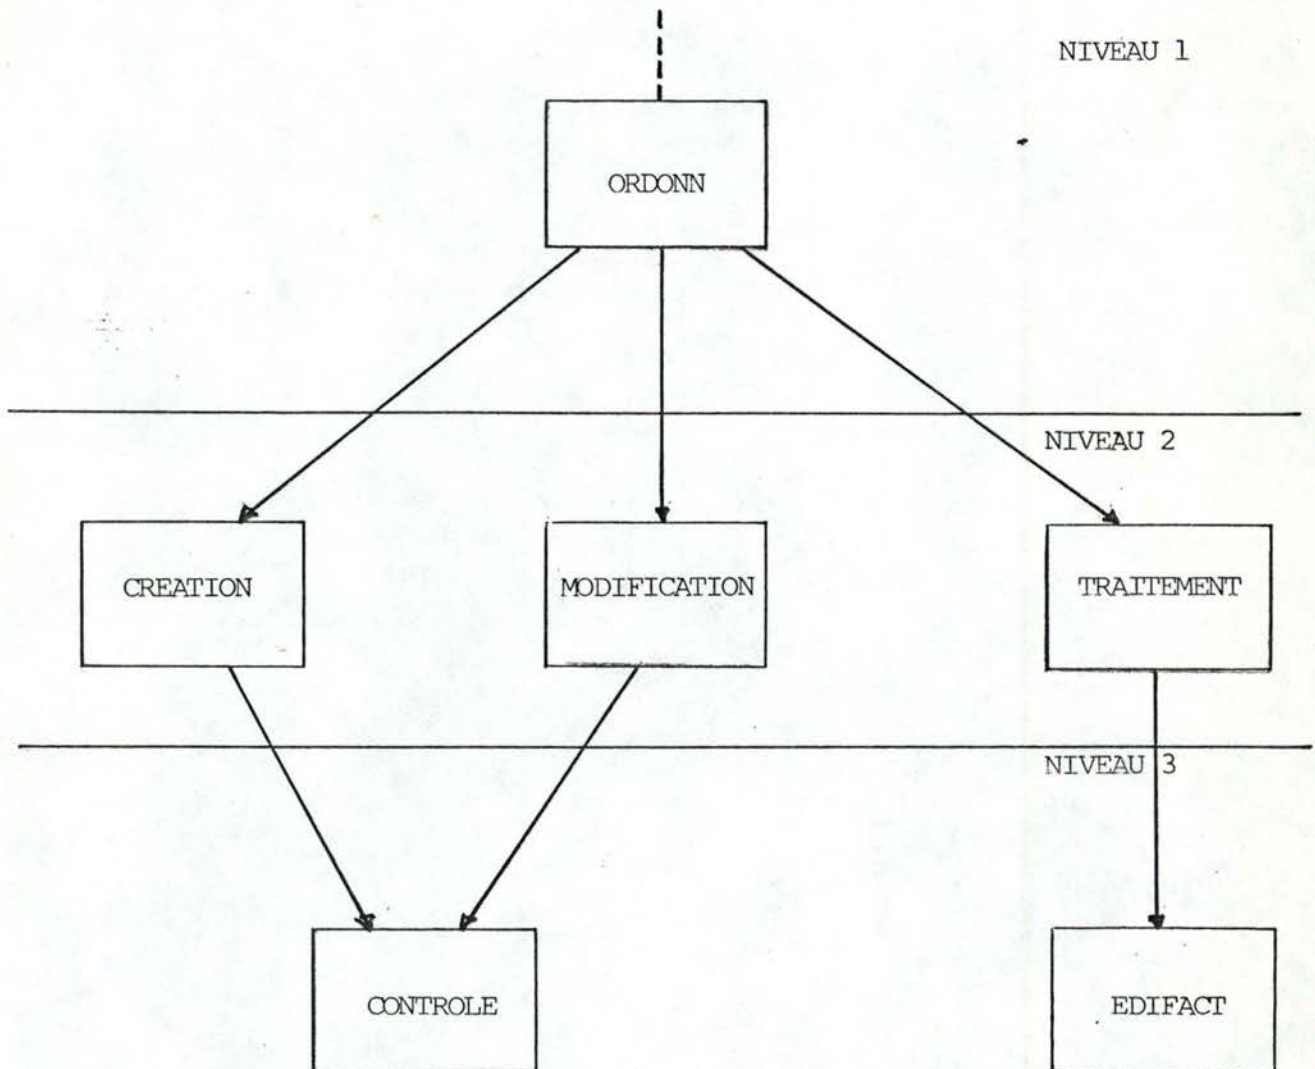 NIVEAU 1
ORDONN
NIVEAU 2
CREATION
MODIFICATION
TRAITEMENT
NIVEAU 3
CONTROLE
EDIFACT